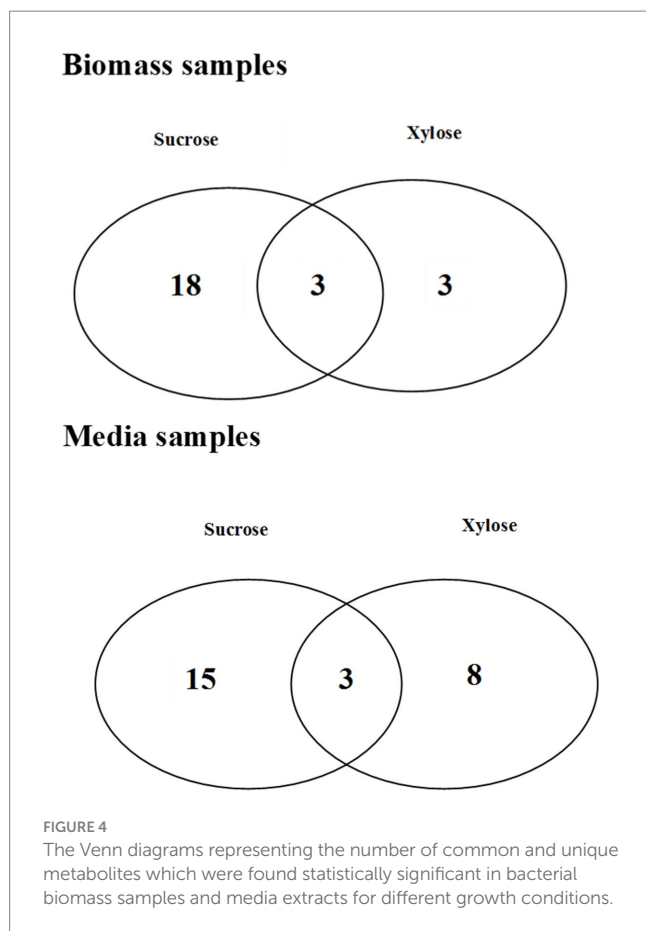 Biomass samples
Sucrose
Xylose
18
3
3
Media samples
Sucrose
Xylose
15
3
8
FIGURE 4
The Venn diagrams representing the number of common and unique
metabolites which were found statistically significant in bacterial
biomass samples and media extracts for different growth conditions.